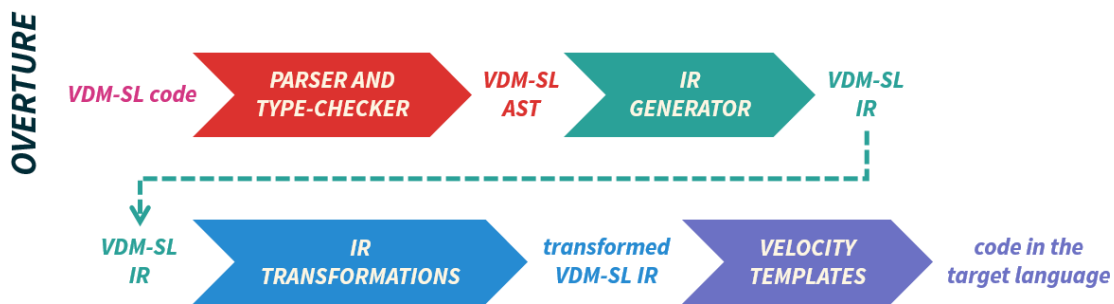 OVERTURE
VDM-SL code
PARSER AND
TYPE-CHECKER
VDM-SL
AST
IR
GENERATOR
VDM-SL
IR
VDM-SL
IR
IR
TRANSFORMATIONS
transformed
VDM-SL IR
VELOCITY
TEMPLATES
code in the
target language